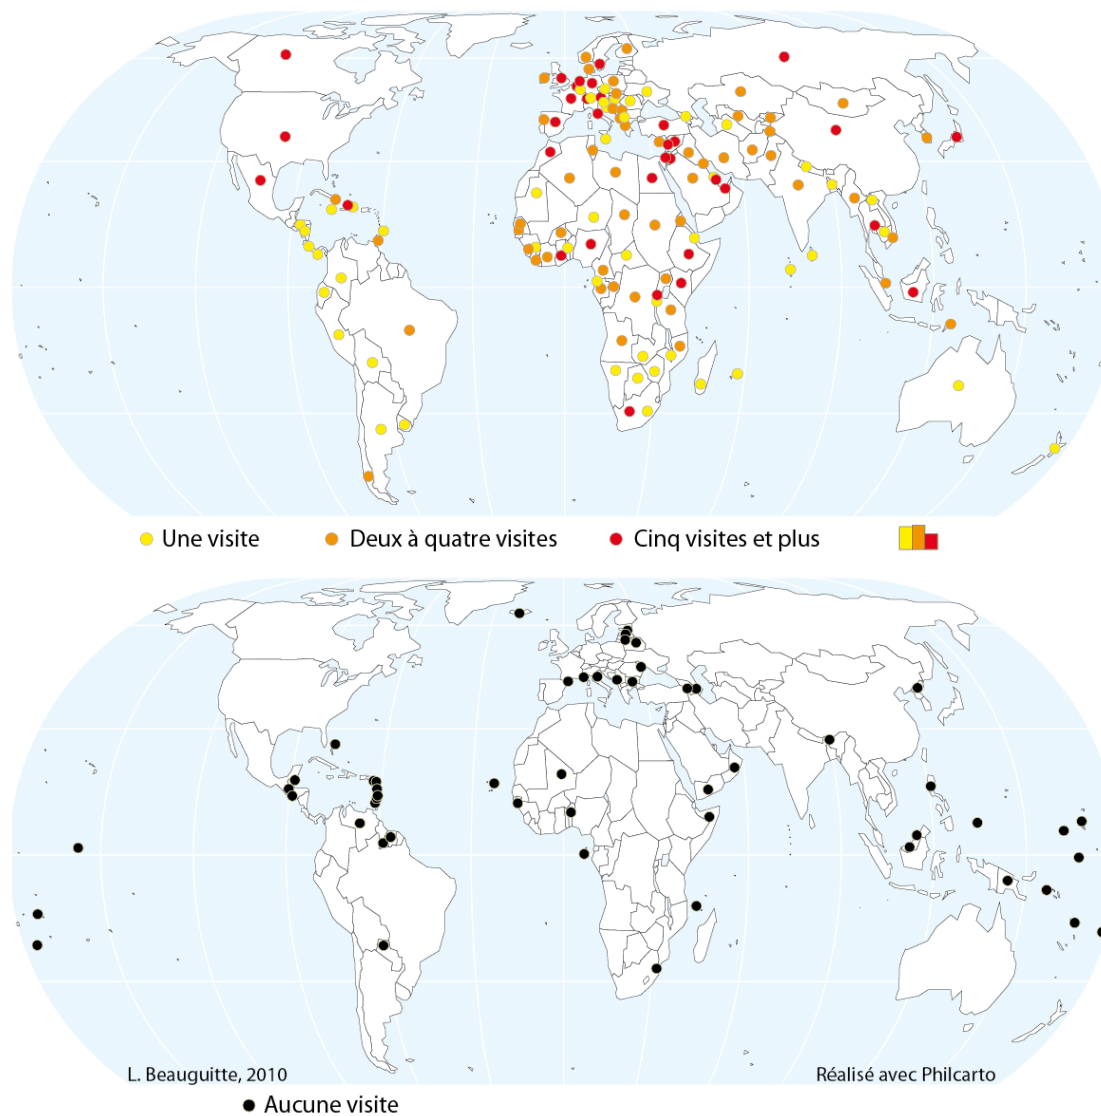 Une visite
Deux à quatre visites
Cinq visites et plus
L. Beauguitte, 2010
Réalisé avec Philcarto
Aucune visite